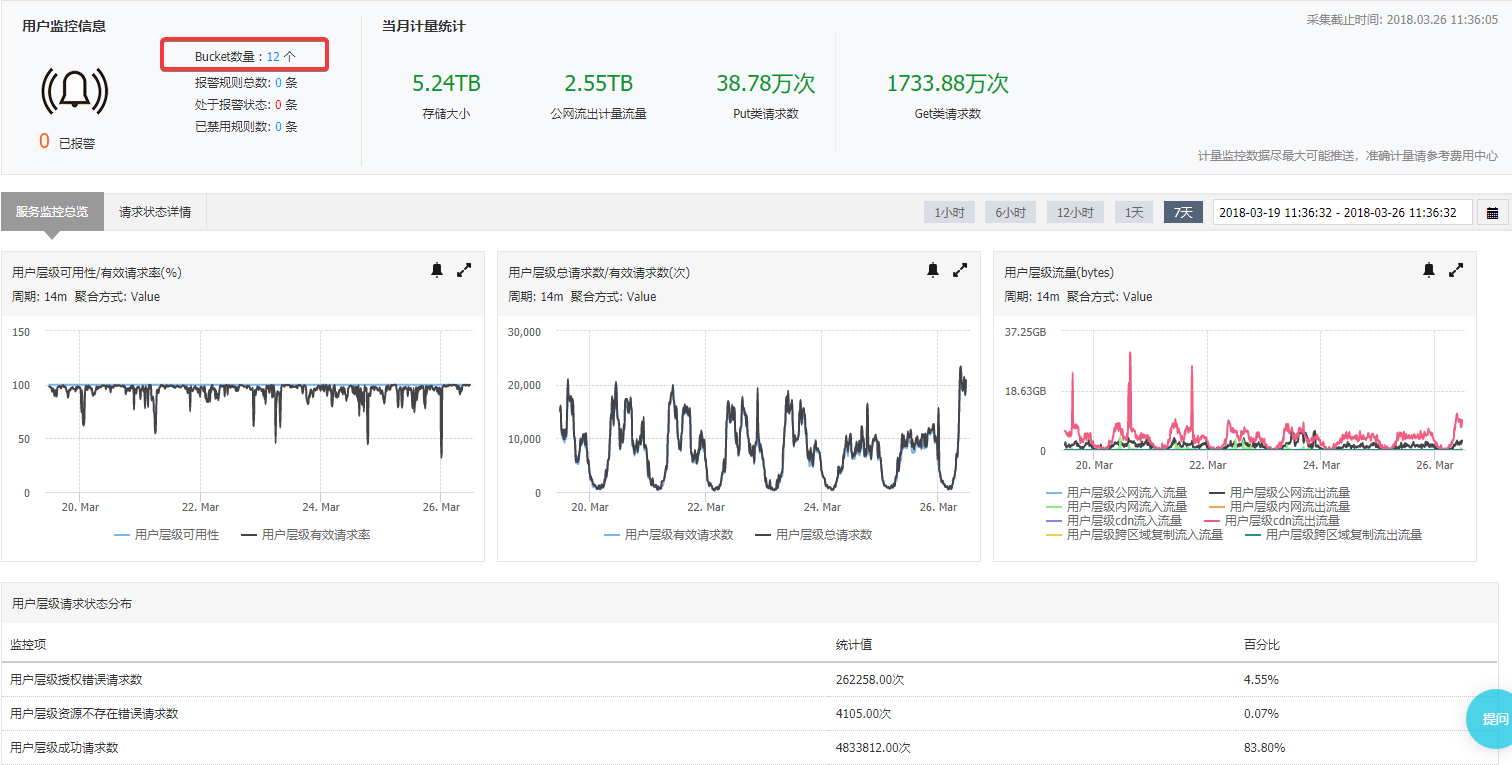 用户监控信息
Bucket数量：12 个
报警规则总数: 0 条
处于报警状态: 0 条
已禁用规则数: 0 条
0 已报警
当月计量统计
采集截止时间: 2018.03.26 11:36:05
5.24TB 2.55TB 38.78万次 1733.88万次
存储大小 公网流出计量流量 Put类请求数 Get类请求数
计量监控数据尽最大可能推送，准确计量请参考费用中心
服务监控总览 请求状态详情 1小时 6小时 12小时 1天 7天 2018-03-19 11:36:32 - 2018-03-26 11:36:32
用户层级可用性/有效请求率(%)
周期: 14m 聚合方式: Value
150
100
50
0
20. Mar 22. Mar 24. Mar 26. Mar
用户层级可用性 用户层级有效请求率
用户层级总请求数/有效请求数(次)
周期: 14m 聚合方式: Value
30,000
20,000
10,000
0
20. Mar 22. Mar 24. Mar 26. Mar
用户层级有效请求数 用户层级总请求数
用户层级流量(bytes)
周期: 14m 聚合方式: Value
37.25GB
18.63GB
0
20. Mar 22. Mar 24. Mar 26. Mar
用户层级公网流入流量 用户层级公网流出流量
用户层级内网流入流量 用户层级内网流出流量
用户层级cdn流入流量 用户层级cdn流出流量
用户层级跨区域复制流入流量 用户层级跨区域复制流出流量
用户层级请求状态分布
监控项 统计值 百分比
用户层级授权错误请求数 262258.00次 4.55%
用户层级资源不存在错误请求数 4105.00次 0.07%
用户层级成功请求数 4833812.00次 83.80%
提问